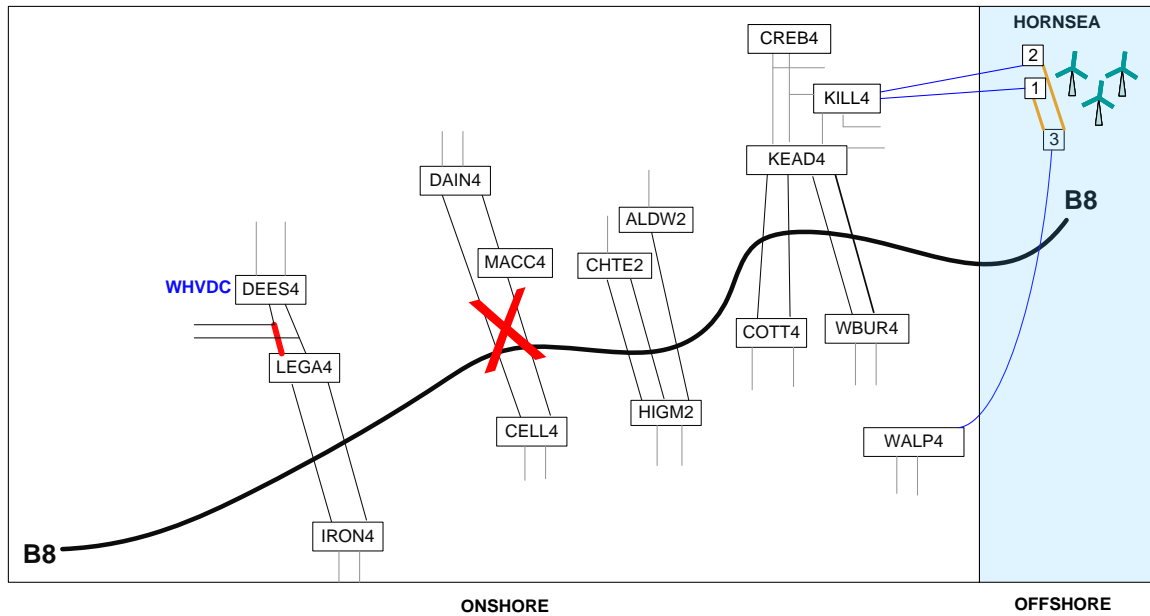 HORNSEA
CREB4
2
1
KILL4
3
KEAD4
DAIN4
B8
ALDW2
MACC4
CHTE2
WHVDC
DEES4
COTT4
WBUR4
LEGA4
HIGM2
CELL4
WALP4
IRON4
B8
ONSHORE
OFFSHORE